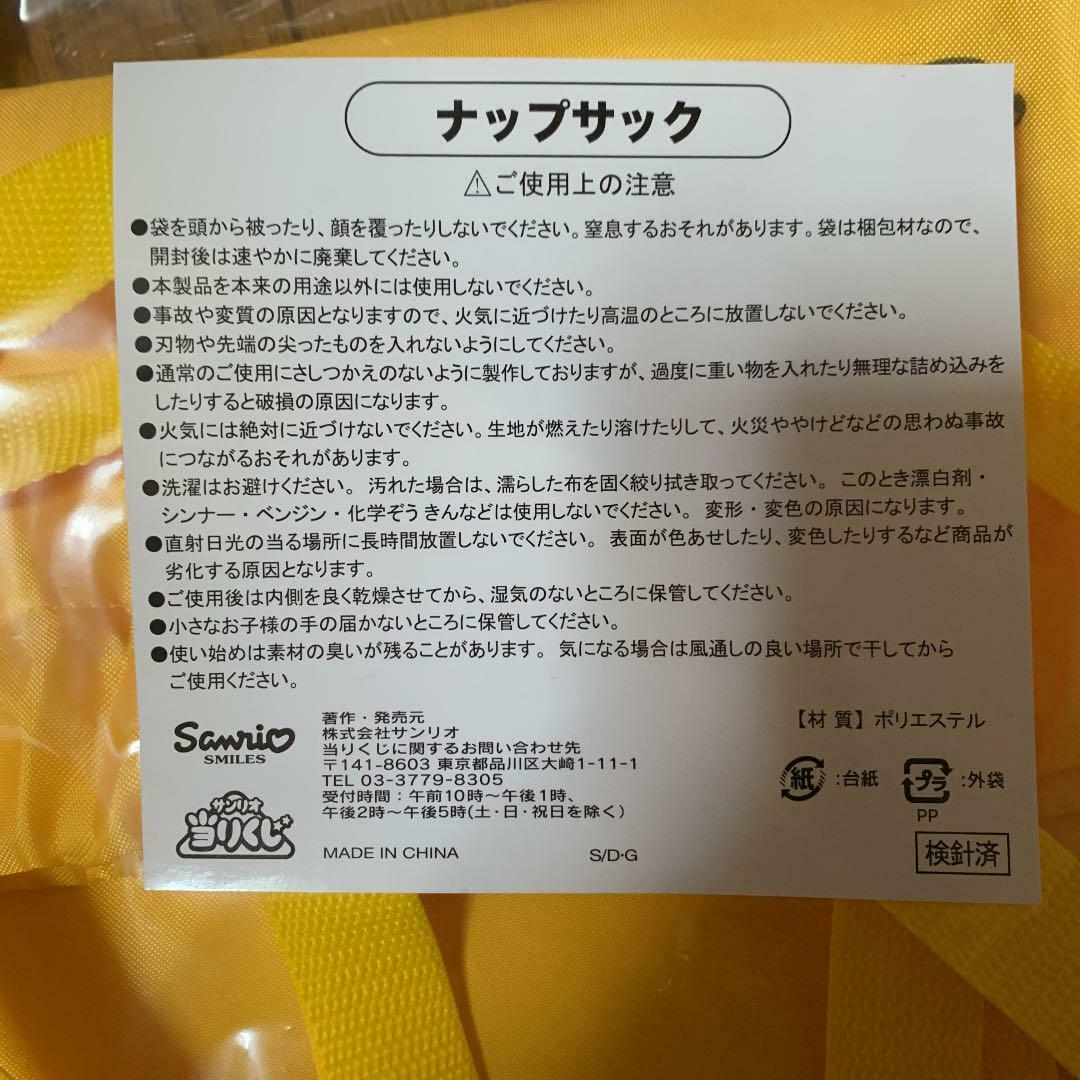 ナップサック
⚠ご使用上の注意
●袋を頭から被ったり、顔を覆ったりしないでください。窒息するおそれがあります。袋は梱包材なので、
開封後は速やかに廃棄してください。
●本製品を本来の用途以外には使用しないでください。
●事故や変質の原因となりますので、火気に近づけたり高温のところに放置しないでください。
●刃物や先端の尖ったものを入れないようにしてください。
●通常のご使用にさしつかえのないように製作しておりますが、過度に重い物を入れたり無理な詰め込みを
したりすると破損の原因になります。
●火気には絶対に近づけないでください。生地が燃えたり溶けたりして、火災ややけどなどの思わぬ事故
につながるおそれがあります。
●洗濯はお避けください。 汚れた場合は、濡らした布を固く絞り拭き取ってください。 このとき漂白剤・
シンナー・ベンジン・化学ぞうきんなどは使用しないでください。 変形・変色の原因になります。
●直射日光の当る場所に長時間放置しないでください。 表面が色あせしたり、変色したりするなど商品が
劣化する原因となります。
●ご使用後は内側を良く乾燥させてから、湿気のないところに保管してください。
●小さなお子様の手の届かないところに保管してください。
●使い始めは素材の臭いが残ることがあります。 気になる場合は風通しの良い場所で干してから
ご使用ください。
Sanrio
SMILES
サンリオ
当りくじ
著作・発売元
株式会社サンリオ
当りくじに関するお問い合わせ先
〒141-8603 東京都品川区大崎1-11-1
TEL 03-3779-8305
受付時間：午前10時～午後1時、
午後2時～午後5時(土・日・祝日を除く)
MADE IN CHINA
S/D・G
【材 質】 ポリエステル
紙:台紙
プラ:外袋
PP
検針済